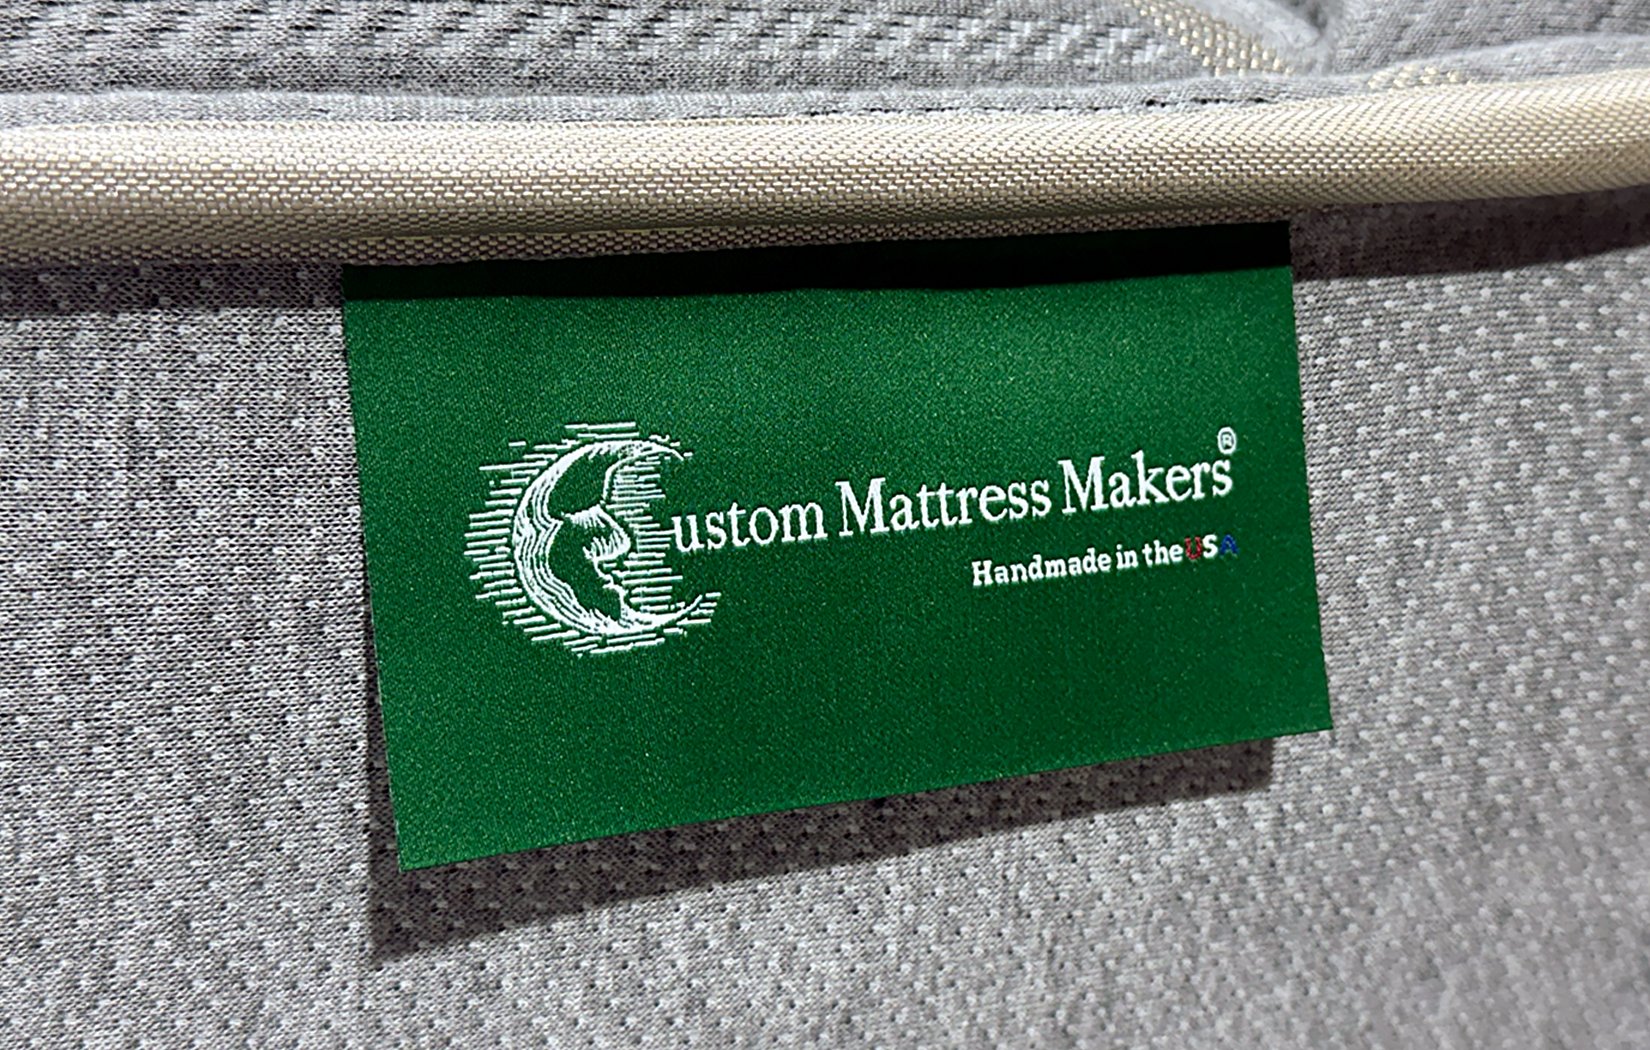 Custom Mattress Makers®
Handmade in the USA